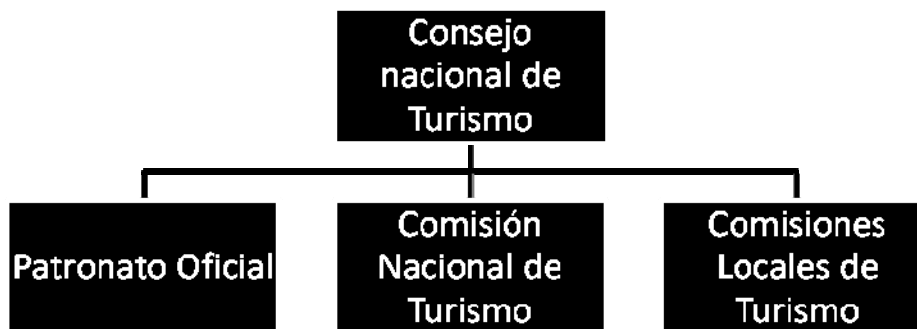 Consejo
nacional de
Turismo
Patronato Oficial
Comisión
Nacional de
Turismo
Comisiones
Locales de
Turismo